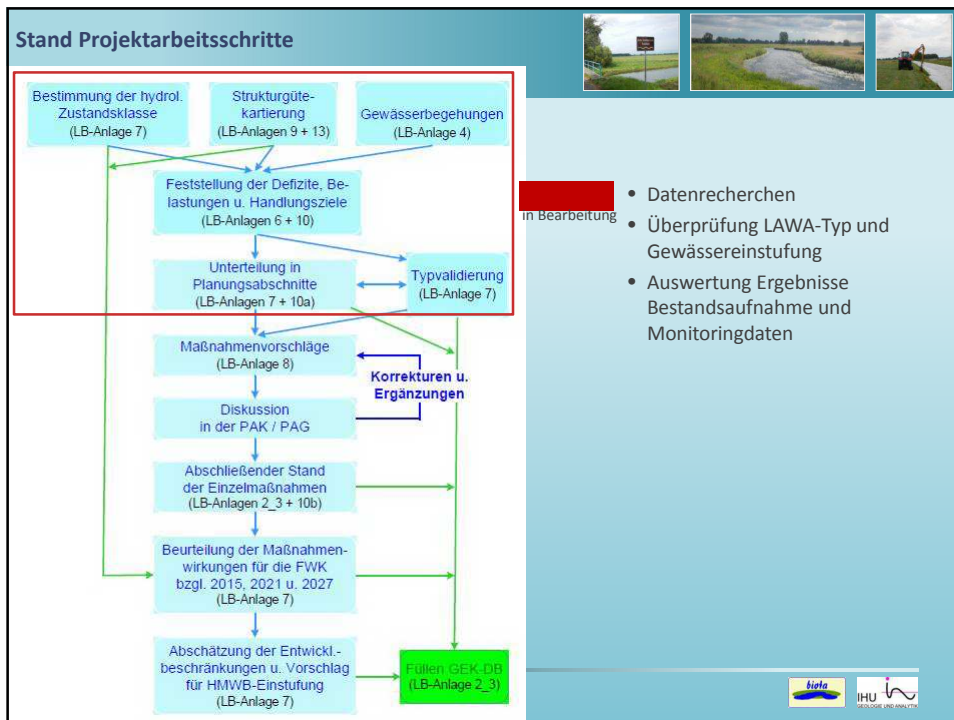 Stand Projektarbeitsschritte
Bestimmung der hydrol.
Zustandsklasse
(LB-Anlage 7)
Strukturgüte-
kartierung
(LB-Anlagen 9 + 13)
Gewässerbegehungen
(LB-Anlage 4)
Feststellung der Defizite, Be-
lastungen u. Handlungsziele
(LB-Anlagen 6 + 10)
Unterteilung in
Planungsabschnitte
(LB-Anlagen 7 + 10a)
Typvalidierung
(LB-Anlage 7)
Maßnahmenvorschläge
(LB-Anlage 8)
Korrekturen u.
Ergänzungen
Diskussion
in der PAK / PAG
Abschließender Stand
der Einzelmaßnahmen
(LB-Anlagen 2_3 + 10b)
Beurteilung der Maßnahmen-
wirkungen für die FWK
bzgl. 2015, 2021 u. 2027
(LB-Anlage 7)
Abschätzung der Entwickl.-
beschränkungen u. Vorschlag
für HMWB-Einstufung
(LB-Anlage 7)
Füllen GEK-DB
(LB-Anlage 2_3)
in Bearbeitung
• Datenrecherchen
• Überprüfung LAWA-Typ und
Gewässereinstufung
• Auswertung Ergebnisse
Bestandsaufnahme und
Monitoringdaten
biota
IHU
GEOLOGIE UND ANALYTIK